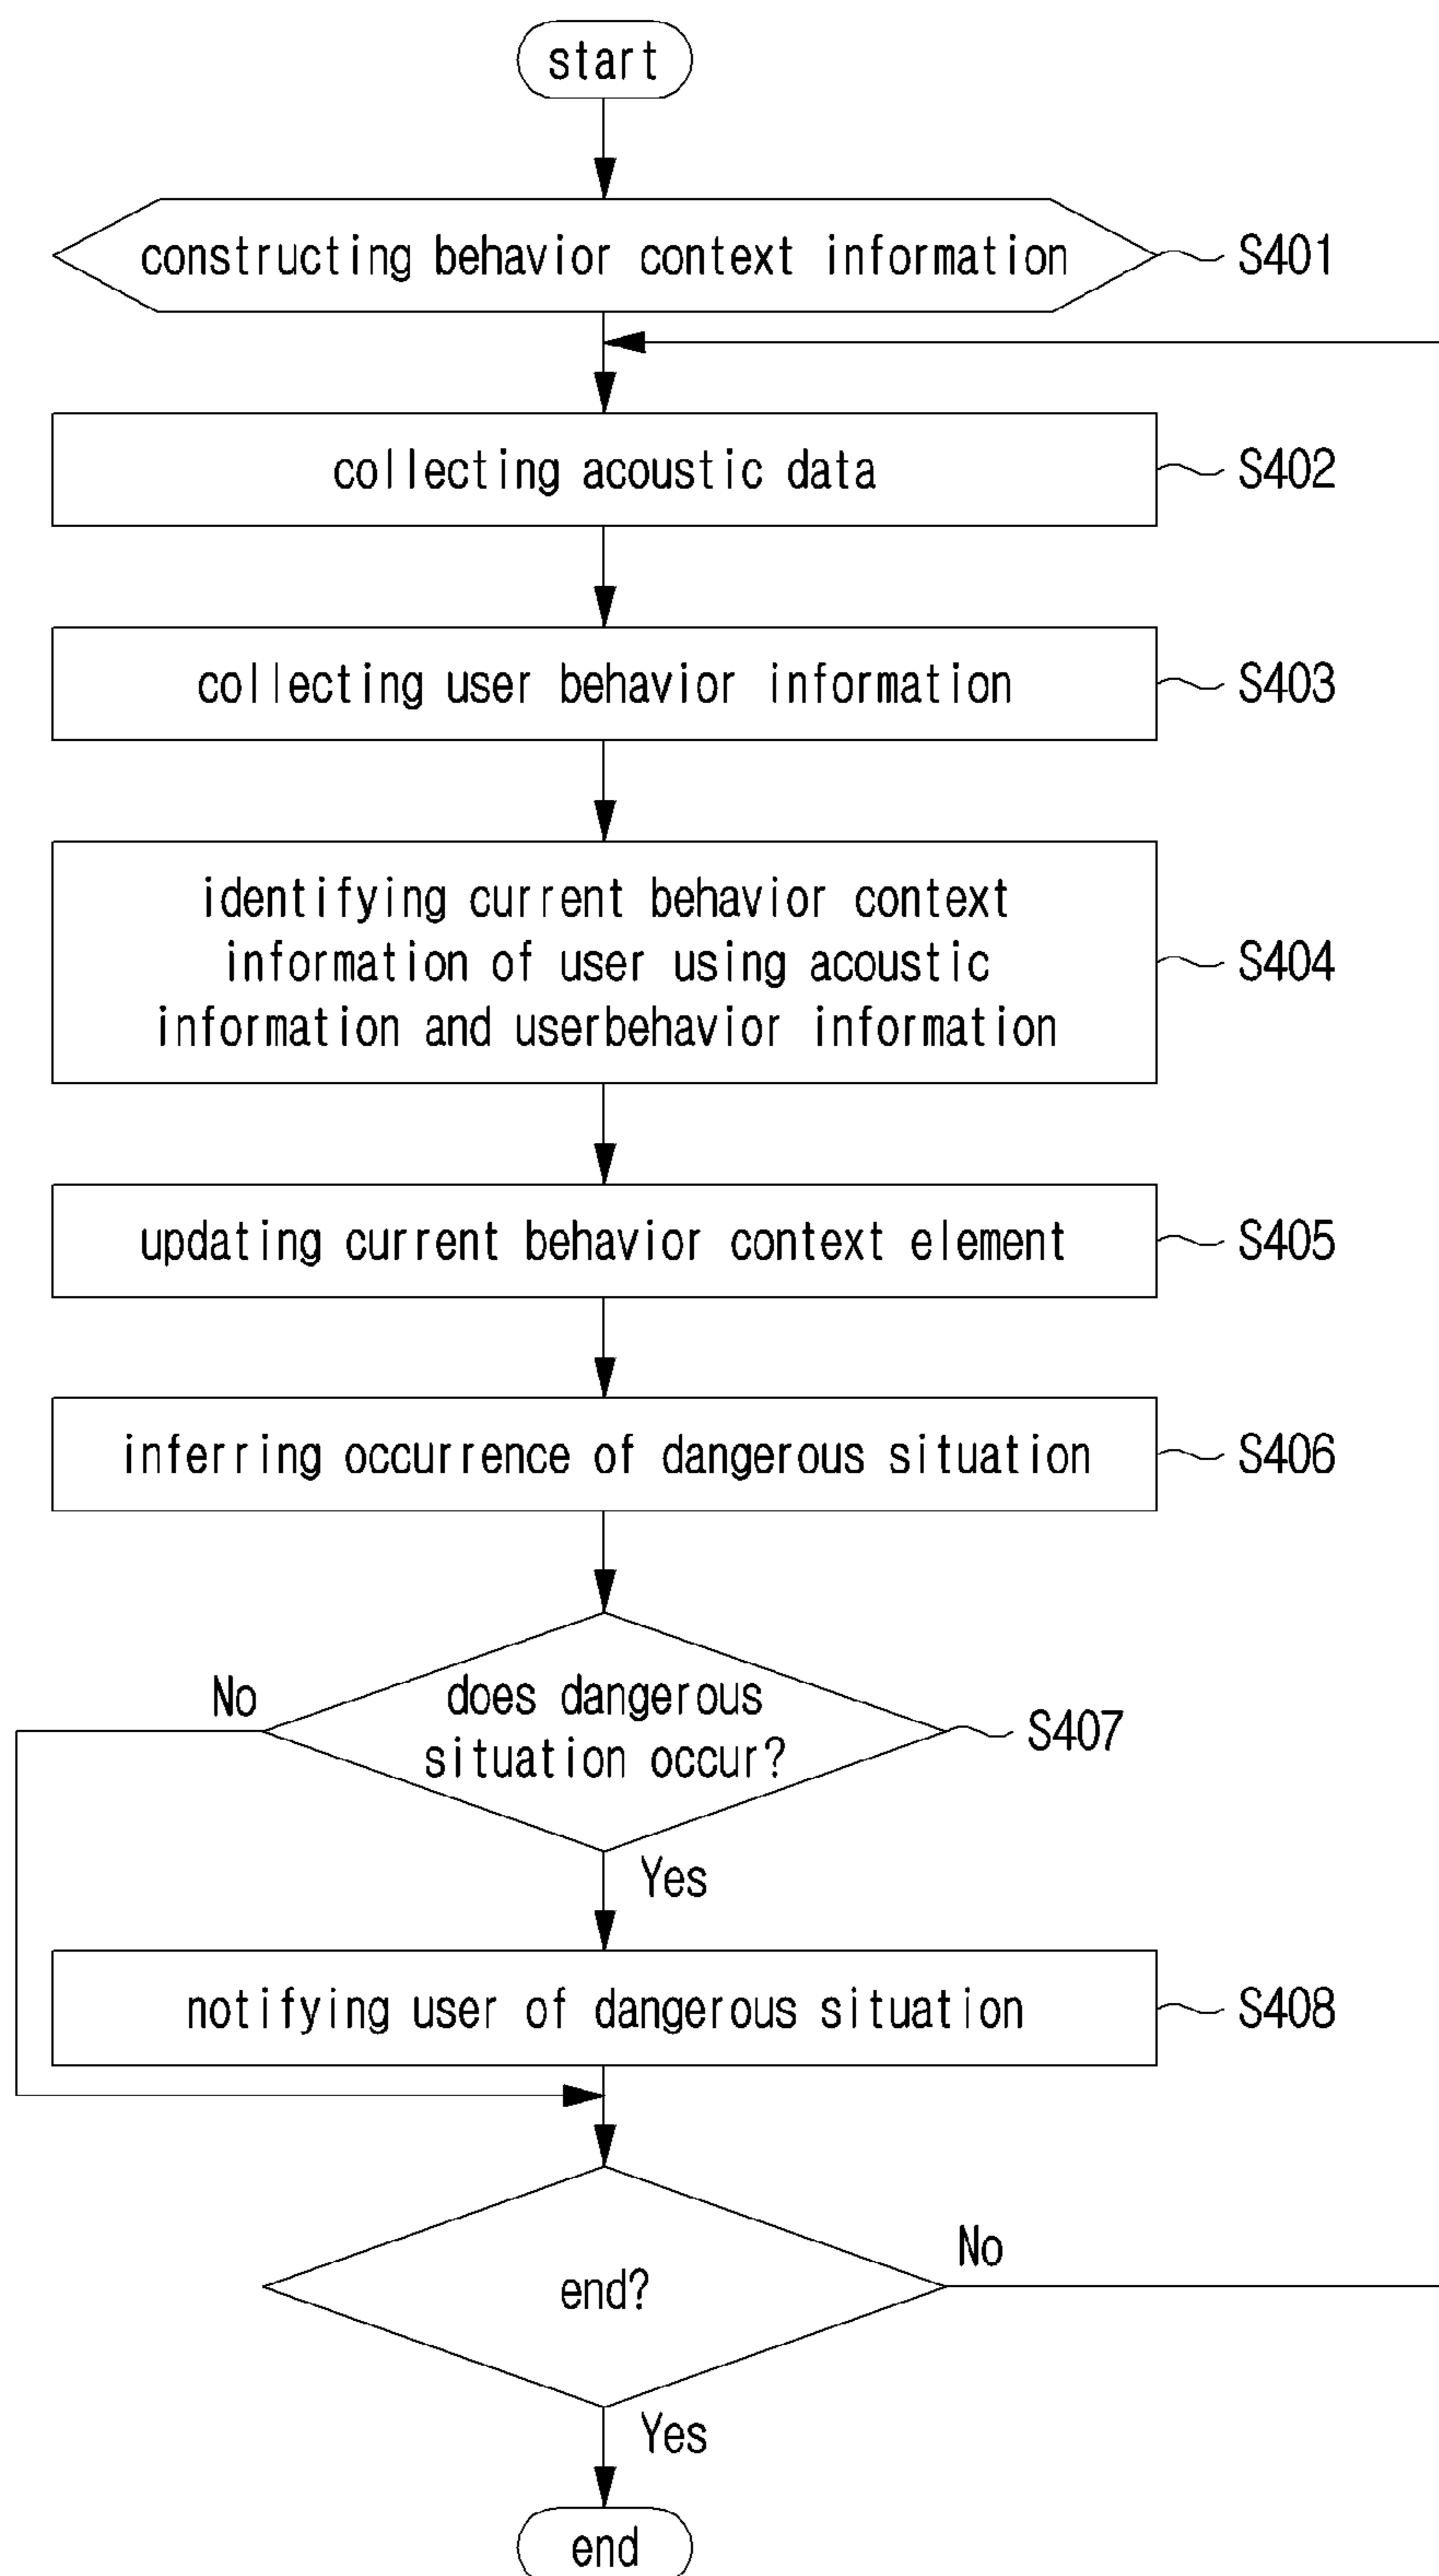 start
constructing behavior context information
S401
collecting acoustic data
S402
collecting user behavior information
S403
identifying current behavior context
information of user using acoustic
information and userbehavior information
S404
updating current behavior context element
S405
inferring occurrence of dangerous situation
S406
No
does dangerous
situation occur?
S407
Yes
notifying user of dangerous situation
S408
No
end?
Yes
end